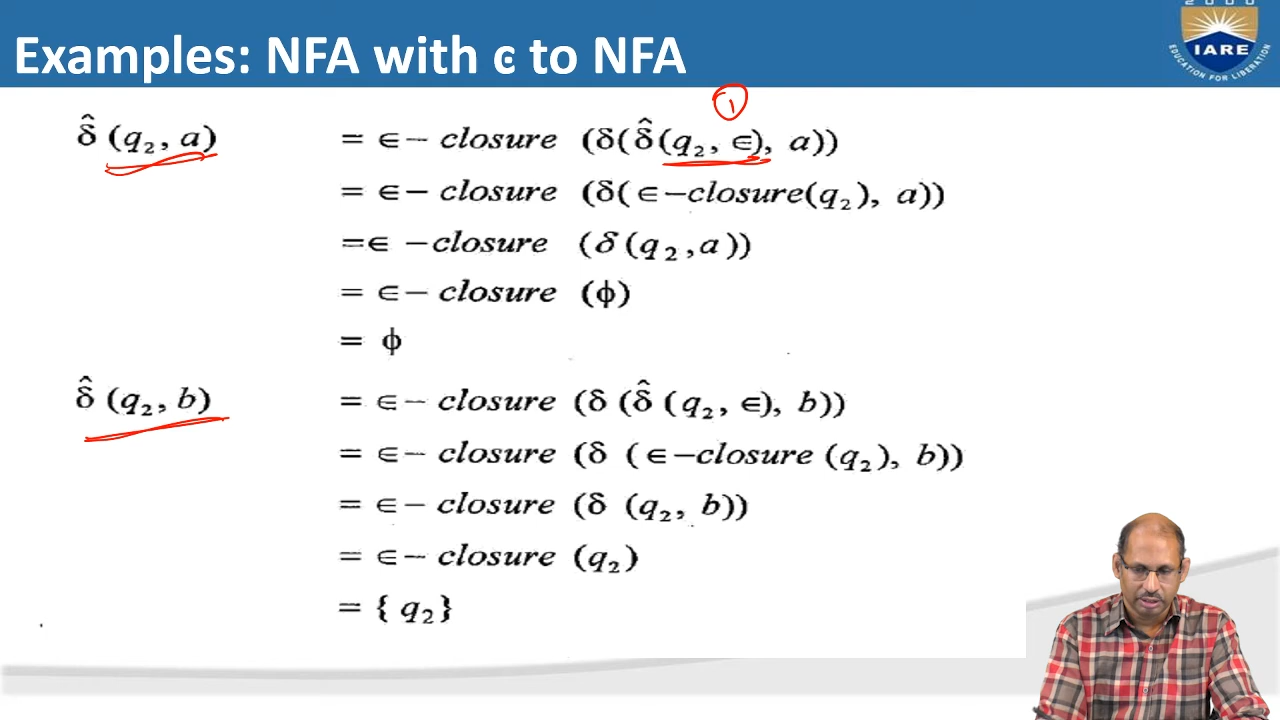 Examples: NFA with ϵ to NFA
2000
IARE
EDUCATION FOR LIBERATION
1
δ̂ (q₂, a) = ∈− closure (δ(δ̂(q₂, ∈), a))
= ∈− closure (δ(∈−closure(q₂), a))
=∈ −closure (δ (q₂ ,a))
= ∈− closure (ϕ)
= ϕ
δ̂ (q₂, b) = ∈− closure (δ (δ̂ (q₂, ∈), b))
= ∈− closure (δ (∈−closure (q₂), b))
= ∈− closure (δ (q₂, b))
= ∈− closure (q₂)
= { q₂}